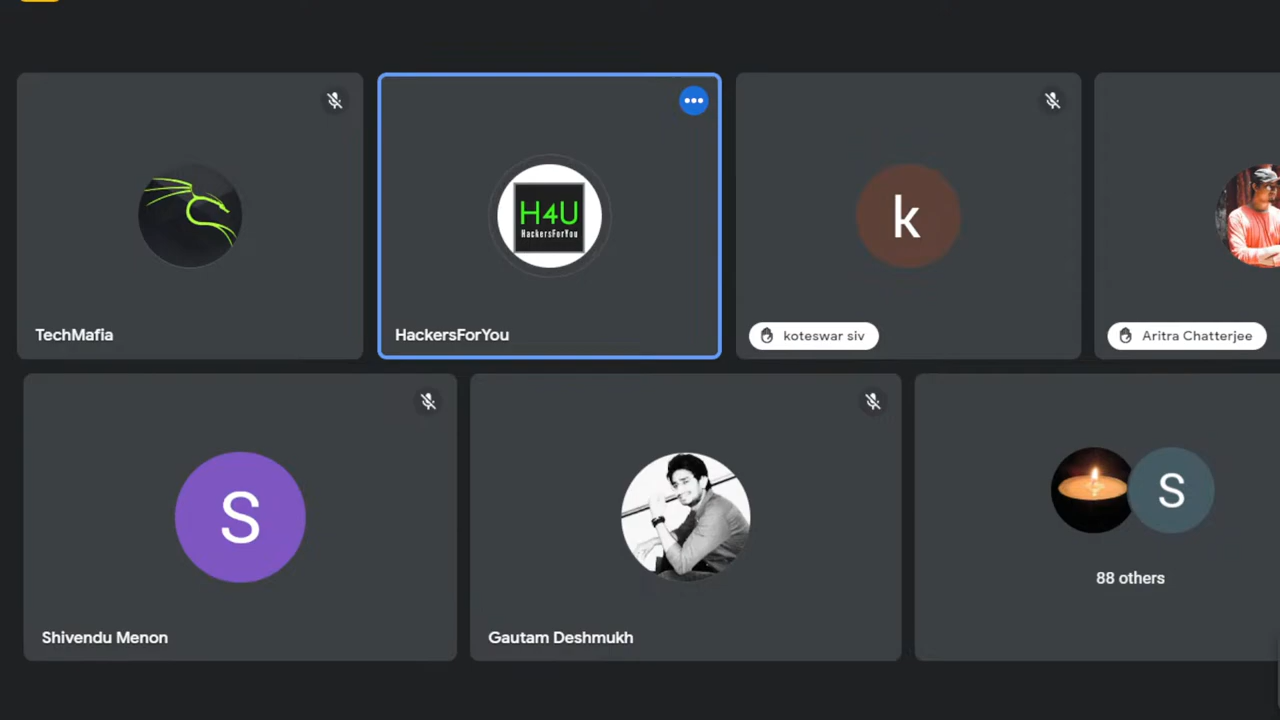 H4U
HackersForYou
k
TechMafia
HackersForYou
koteswar siv
Aritra Chatterjee
S
S
88 others
Shivendu Menon
Gautam Deshmukh